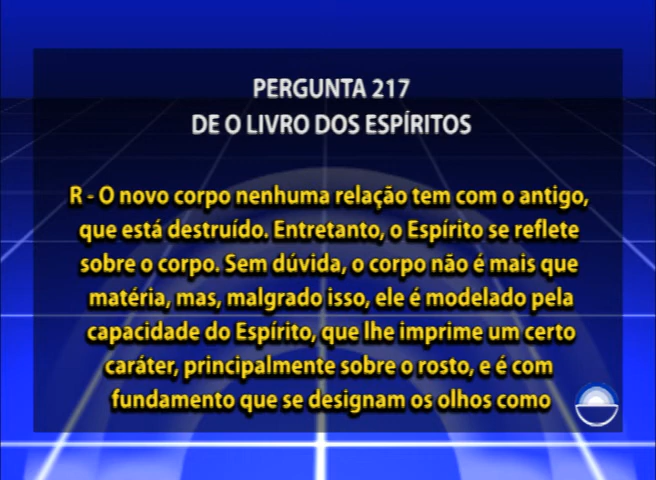 PERGUNTA 217
DE O LIVRO DOS ESPÍRITOS
R - O novo corpo nenhuma relação tem com o antigo,
que está destruído. Entretanto, o Espírito se reflete
sobre o corpo. Sem dúvida, o corpo não é mais que
matéria, mas, malgrado isso, ele é modelado pela
capacidade do Espírito, que lhe imprime um certo
caráter, principalmente sobre o rosto, e é com
fundamento que se designam os olhos como